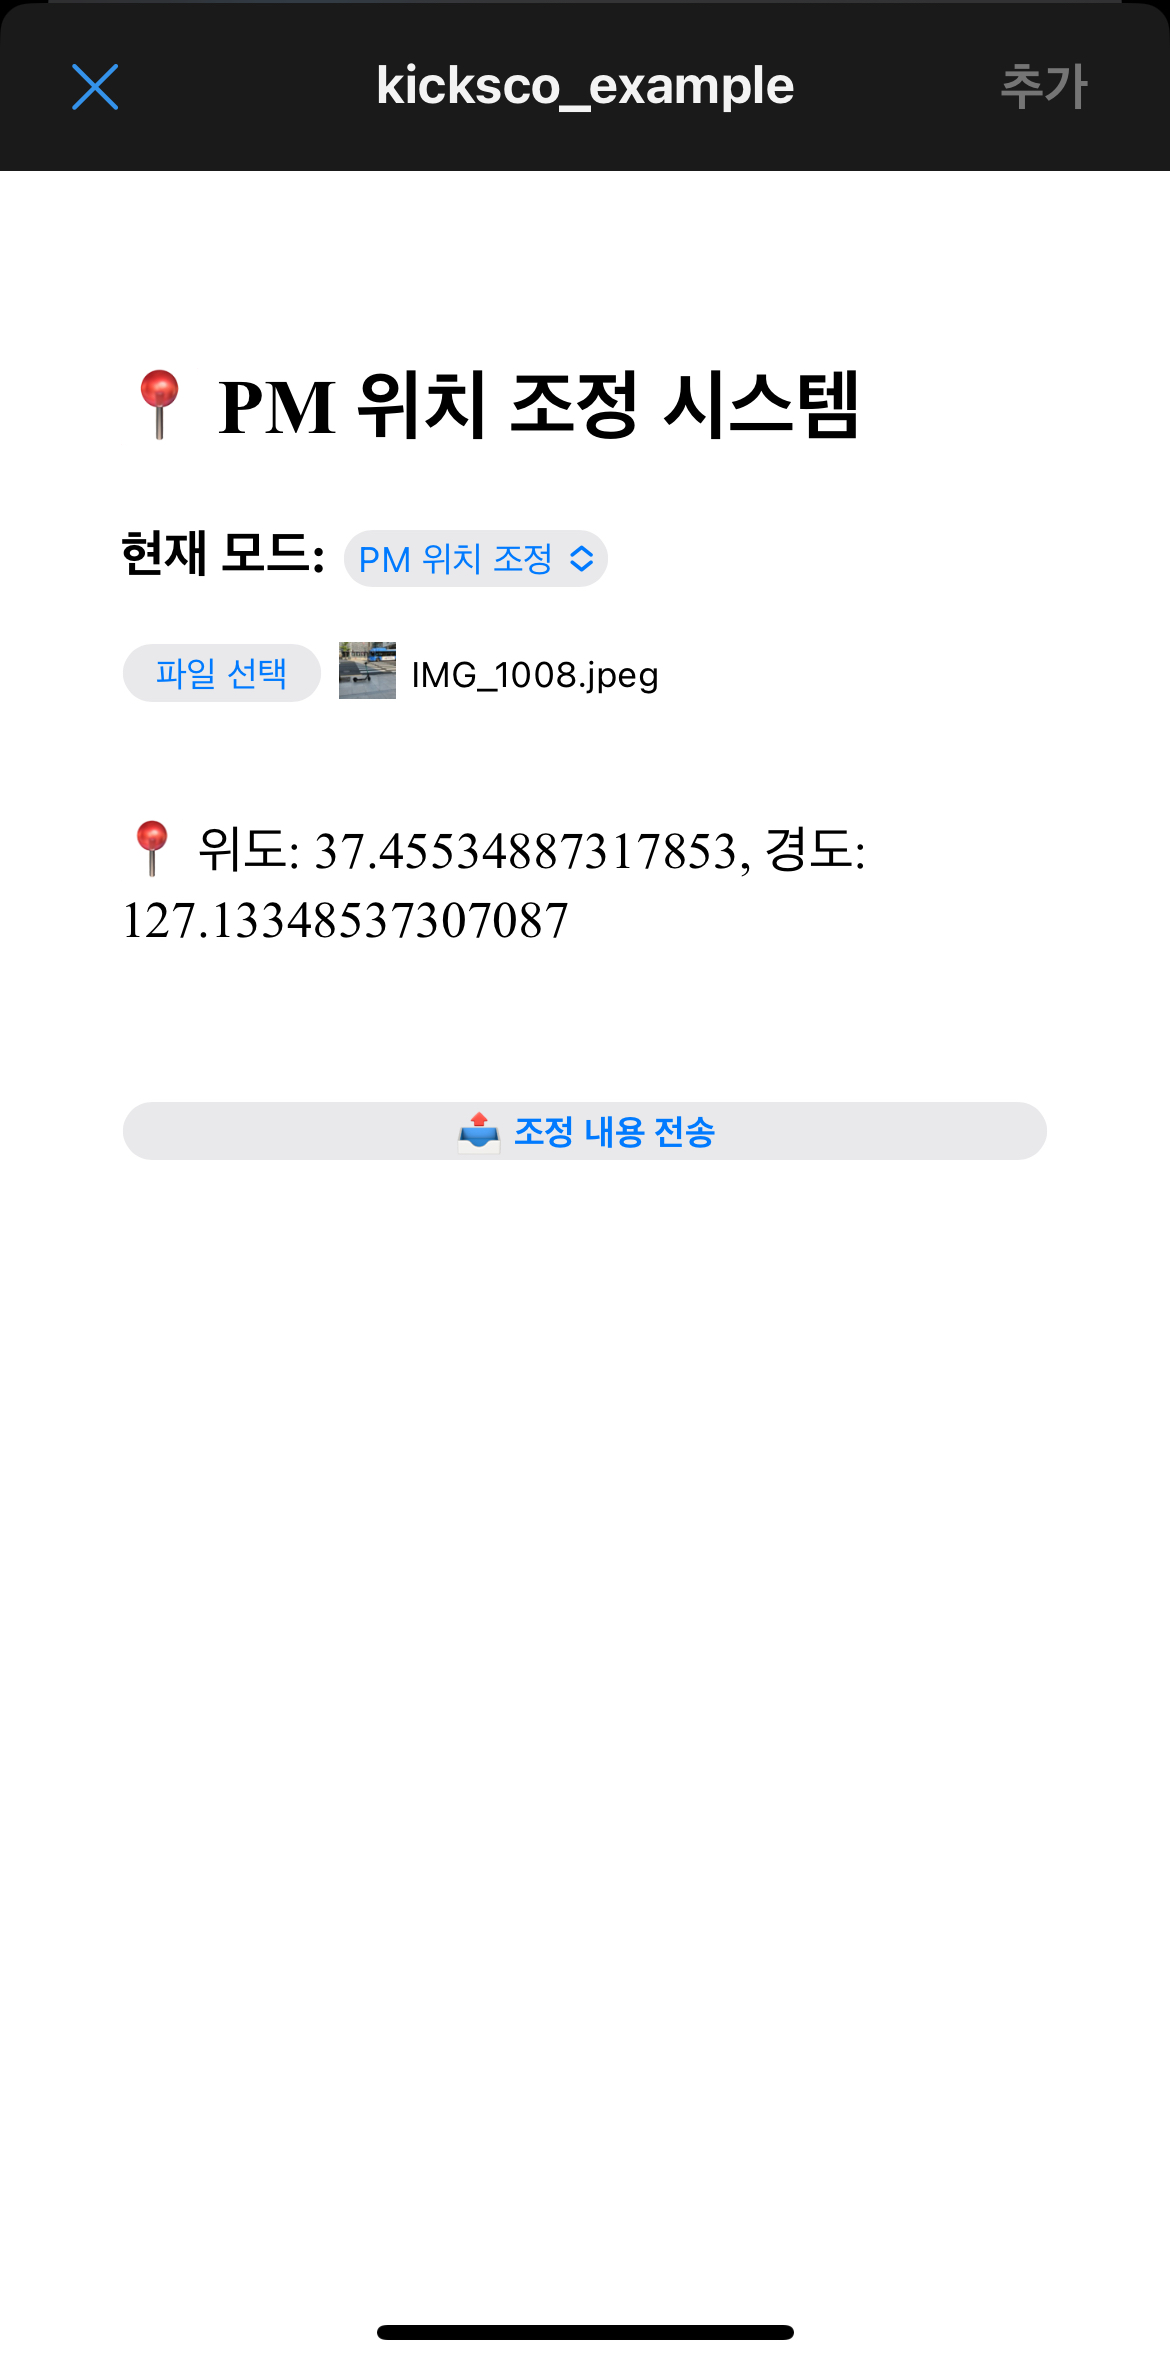 kicksco_example
추가
📍 PM 위치 조정 시스템
현재 모드: PM 위치 조정
파일 선택 IMG_1008.jpeg
📍 위도: 37.45534887317853, 경도:
127.13348537307087
📤 조정 내용 전송